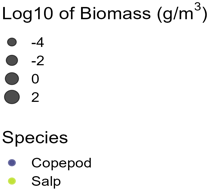 Log10 of Biomass (g/m³)
-4
-2
0
2
Species
Copepod
Salp